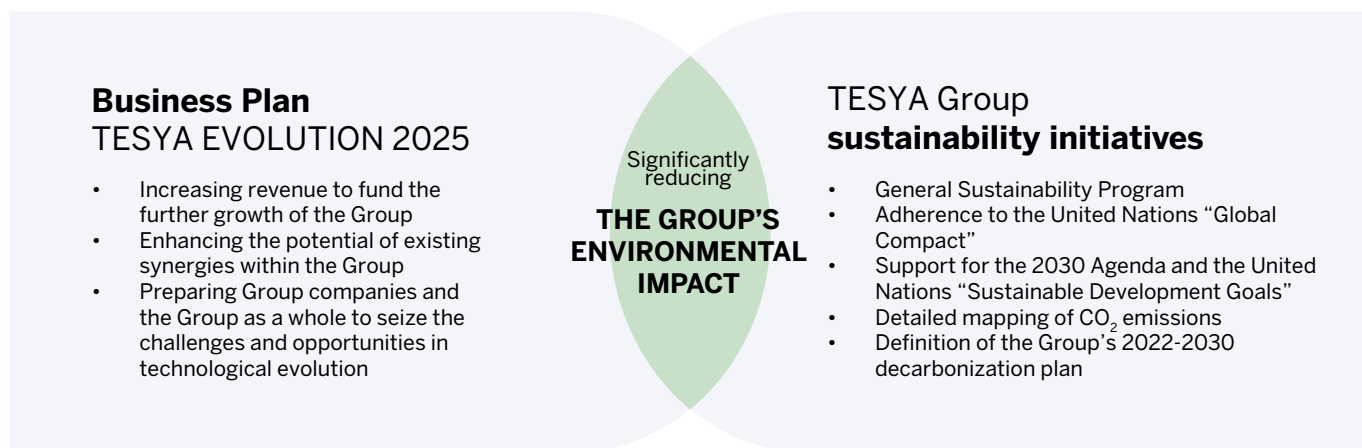 Business Plan
TESYA EVOLUTION 2025
• Increasing revenue to fund the
further growth of the Group
• Enhancing the potential of existing
synergies within the Group
• Preparing Group companies and
the Group as a whole to seize the
challenges and opportunities in
technological evolution
Significantly
reducing
THE GROUP’S
ENVIRONMENTAL
IMPACT
TESYA Group
sustainability initiatives
• General Sustainability Program
• Adherence to the United Nations “Global
Compact”
• Support for the 2030 Agenda and the United
Nations “Sustainable Development Goals”
• Detailed mapping of CO₂ emissions
• Definition of the Group’s 2022-2030
decarbonization plan